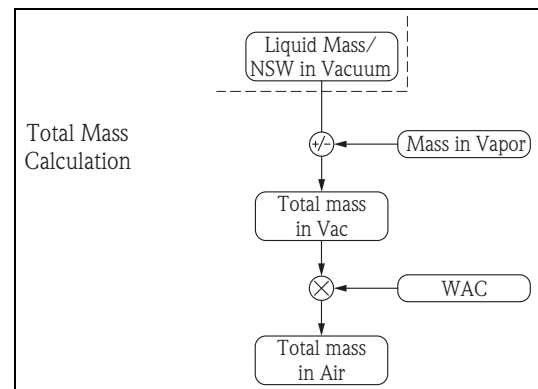 Liquid Mass/
NSW in Vacuum
Total Mass
Calculation
+/-
Mass in Vapor
Total mass
in Vac
WAC
Total mass
in Air